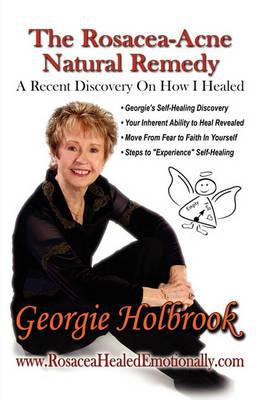 The Rosacea-Acne
Natural Remedy
A Recent Discovery On How I Healed
• Georgie's Self-Healing Discovery
• Your Inherent Ability to Heal Revealed
• Move From Fear to Faith In Yourself
• Steps to "Experience" Self-Healing
Georgie Holbrook
www.RosaceaHealedEmotionally.com